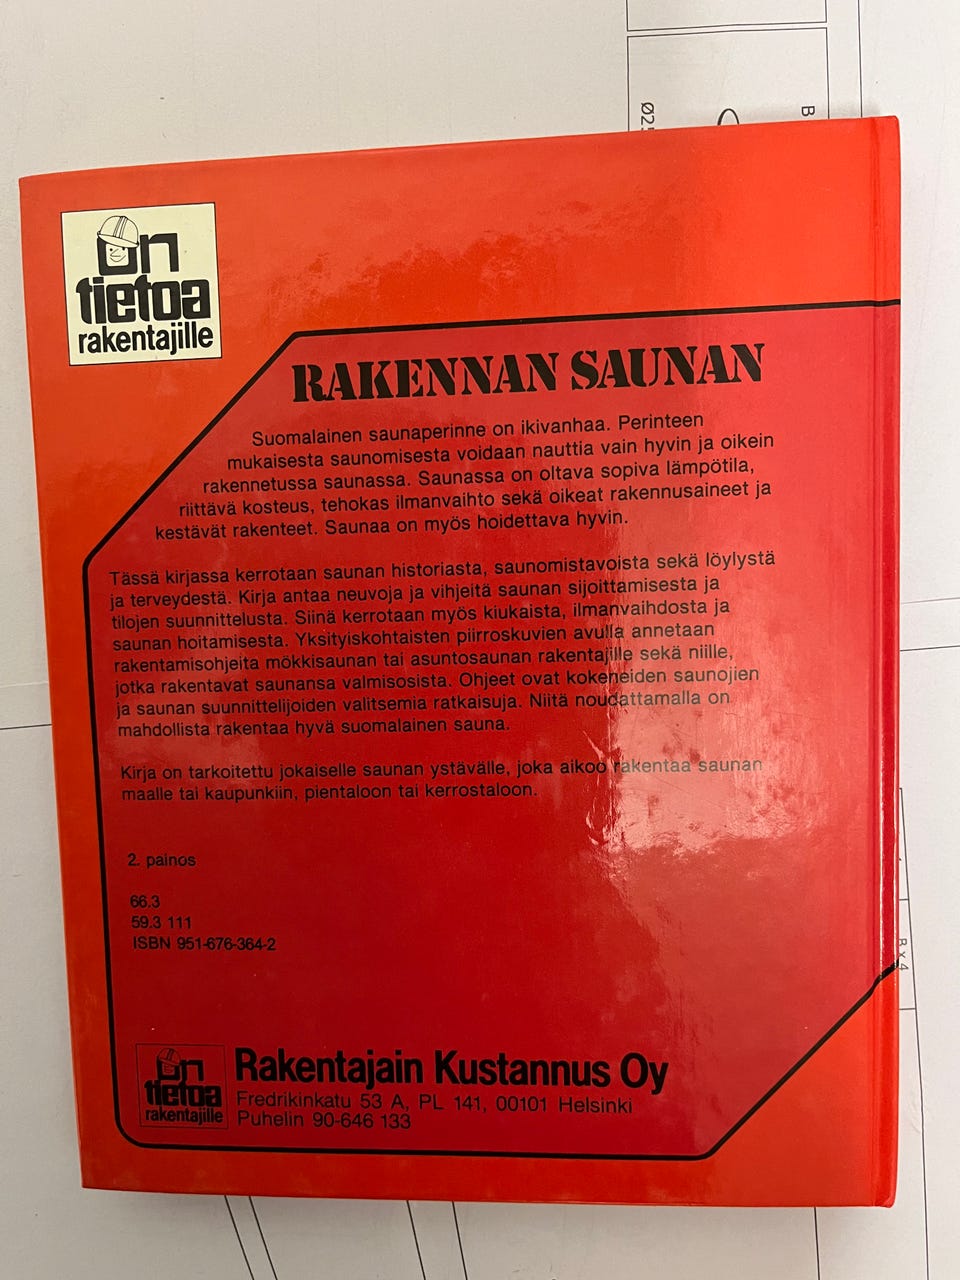 Ø25
B
on
tietoa
rakentajille
RAKENNAN SAUNAN
Suomalainen saunaperinne on ikivanhaa. Perinteen
mukaisesta saunomisesta voidaan nauttia vain hyvin ja oikein
rakennetussa saunassa. Saunassa on oltava sopiva lämpötila,
riittävä kosteus, tehokas ilmanvaihto sekä oikeat rakennusaineet ja
kestävät rakenteet. Saunaa on myös hoidettava hyvin.
Tässä kirjassa kerrotaan saunan historiasta, saunomistavoista sekä löylystä
ja terveydestä. Kirja antaa neuvoja ja vihjeitä saunan sijoittamisesta ja
tilojen suunnittelusta. Siinä kerrotaan myös kiukaista, ilmanvaihdosta ja
saunan hoitamisesta. Yksityiskohtaisten piirroskuvien avulla annetaan
rakentamisohjeita mökkisaunan tai asuntosaunan rakentajille sekä niille,
jotka rakentavat saunansa valmisosista. Ohjeet ovat kokeneiden saunojien
ja saunan suunnittelijoiden valitsemia ratkaisuja. Niitä noudattamalla on
mahdollista rakentaa hyvä suomalainen sauna.
Kirja on tarkoitettu jokaiselle saunan ystävälle, joka aikoo rakentaa saunan
maalle tai kaupunkiin, pientaloon tai kerrostaloon.
2. painos
66.3
59.3 111
ISBN 951-676-364-2
B x 4
on
tietoa
rakentajille
Rakentajain Kustannus Oy
Fredrikinkatu 53 A, PL 141, 00101 Helsinki
Puhelin 90-646 133